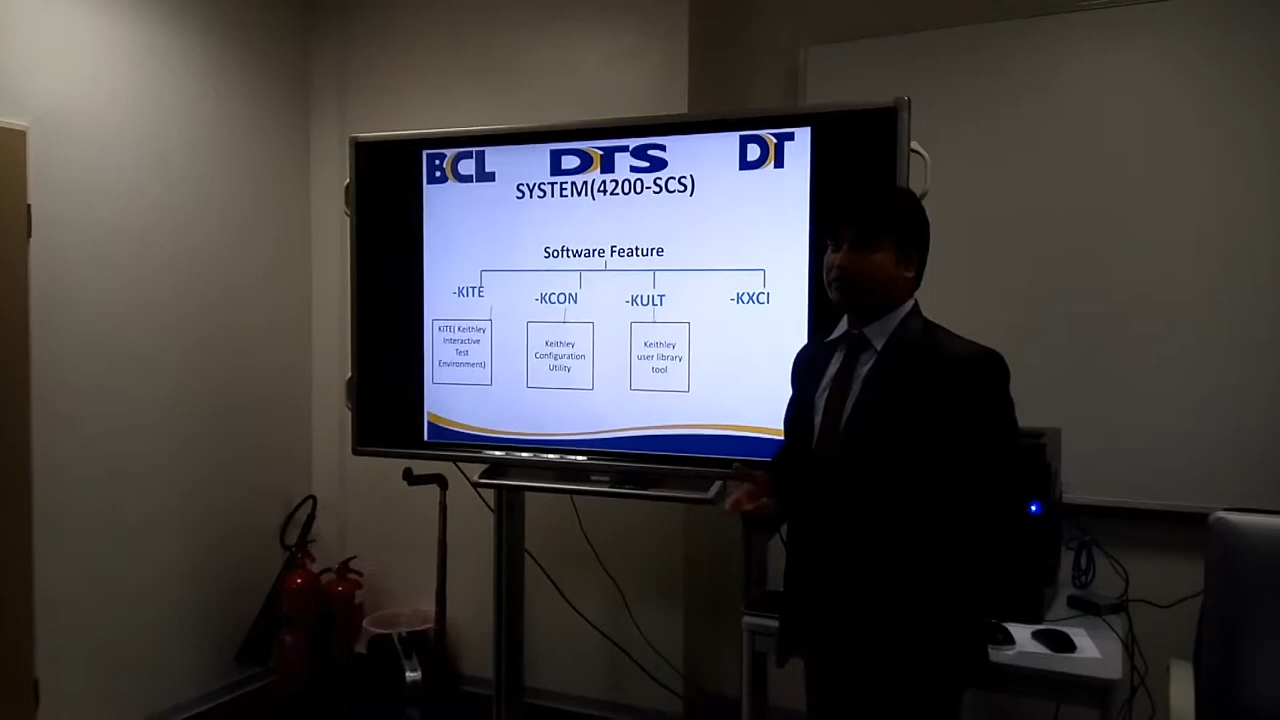 BCL DTS DT
SYSTEM(4200-SCS)
Software Feature
-KITE -KCON -KULT -KXCI
KITE( Keithley
Interactive
Test
Environment)
Keithley
Configuration
Utility
Keithley
user library
tool